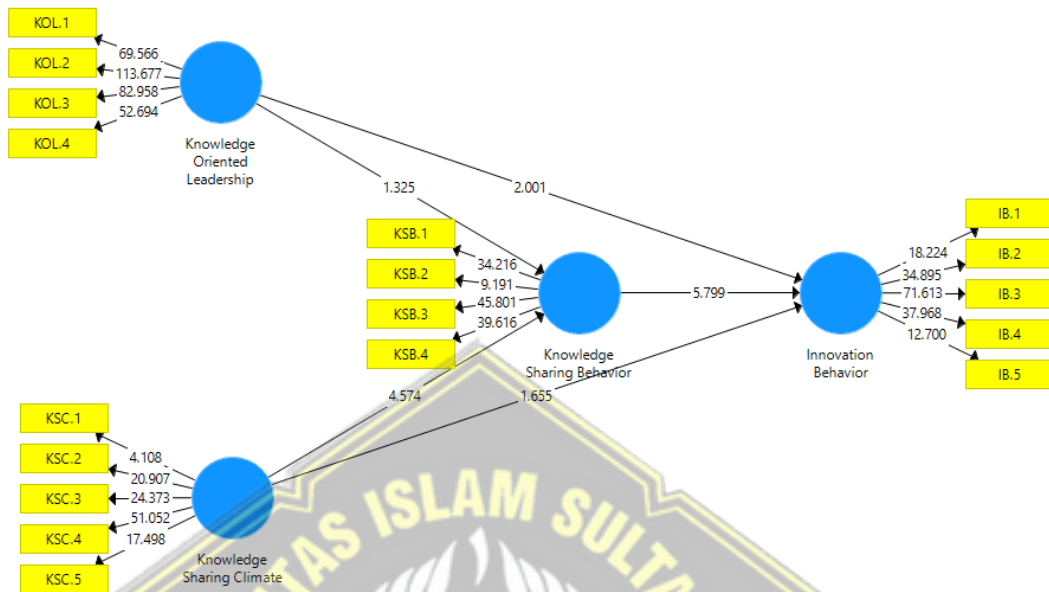 KOL.1
KOL.2
KOL.3
KOL.4
69.566
113.677
82.958
52.694
Knowledge
Oriented
Leadership
1.325
2.001
KSB.1
KSB.2
KSB.3
KSB.4
34.216
9.191
45.801
39.616
Knowledge
Sharing Behavior
5.799
IB.1
IB.2
IB.3
IB.4
IB.5
18.224
34.895
71.613
37.968
12.700
Innovation
Behavior
4.574
1.655
KSC.1
KSC.2
KSC.3
KSC.4
KSC.5
4.108
20.907
24.373
51.052
17.498
Knowledge
Sharing Climate
TAS ISLAM SULTA